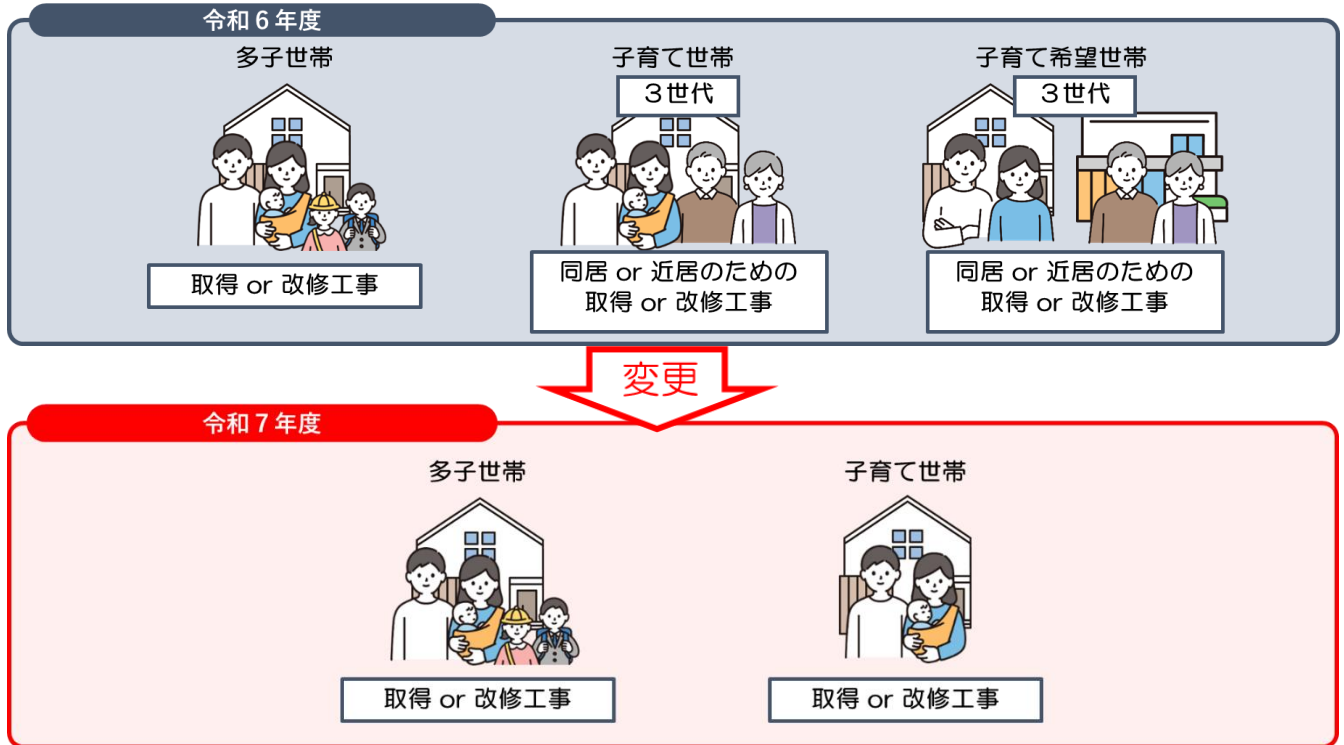 令和６年度
多子世帯
子育て世帯
子育て希望世帯
３世代
３世代
取得 or 改修工事
同居 or 近居のための
取得 or 改修工事
同居 or 近居のための
取得 or 改修工事
変更
令和７年度
多子世帯
子育て世帯
取得 or 改修工事
取得 or 改修工事